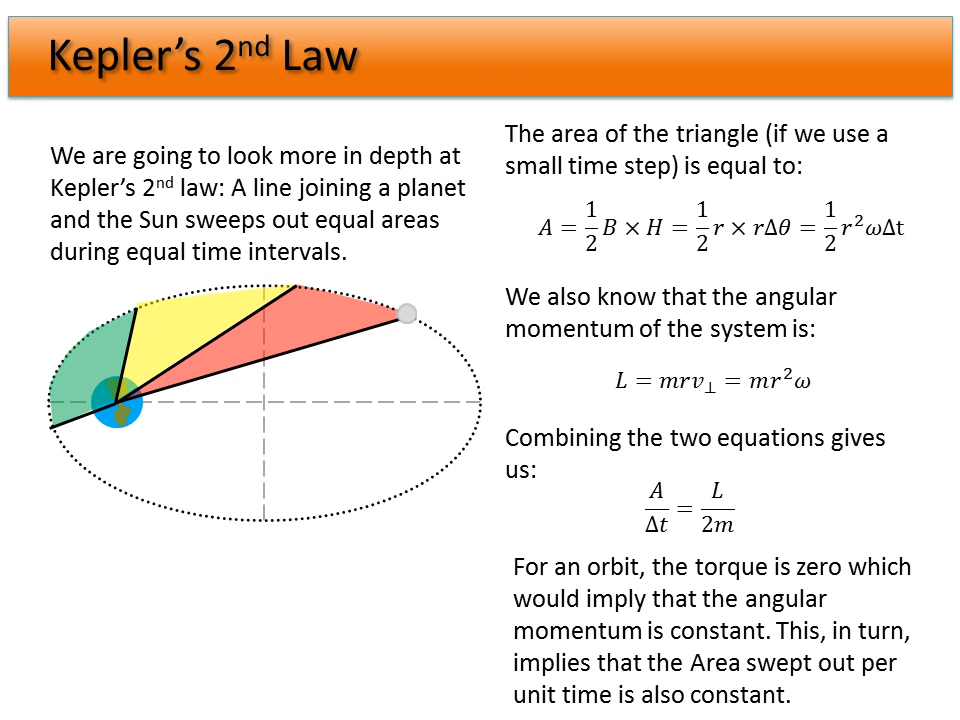 Kepler's 2nd Law
We are going to look more in depth at
Kepler's 2nd law: A line joining a planet
and the Sun sweeps out equal areas
during equal time intervals.
The area of the triangle (if we use a
small time step) is equal to:
A = 1/2 B × H = 1/2 r × rΔθ = 1/2 r²ωΔt
We also know that the angular
momentum of the system is:
L = mrv⊥ = mr²ω
Combining the two equations gives
us:
A/Δt = L/2m
For an orbit, the torque is zero which
would imply that the angular
momentum is constant. This, in turn,
implies that the Area swept out per
unit time is also constant.